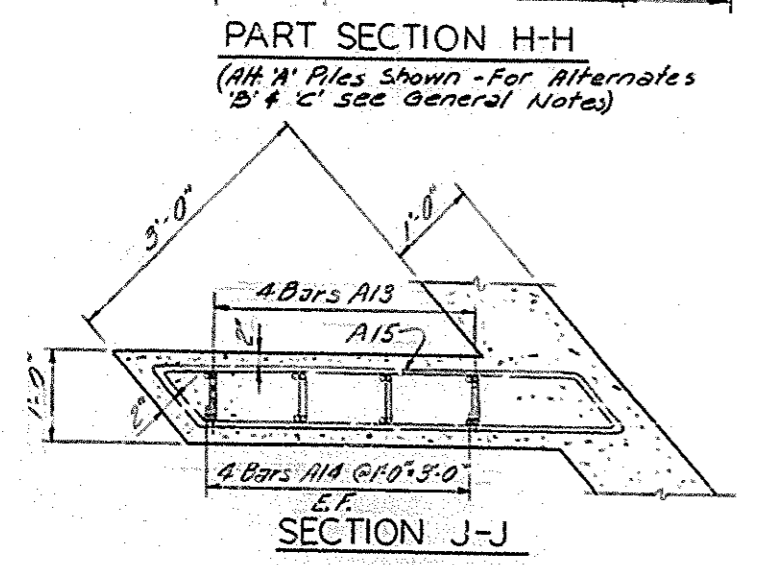 PART SECTION H-H
(Alt. 'A' Piles Shown - For Alternates
'B' & 'C' see General Notes)
3'-0"
1'-0"
4 Bars A13
2"
A15
1'-0"
2"
4 Bars A14 @ 1'-0"=3'-0"
E.F.
SECTION J-J